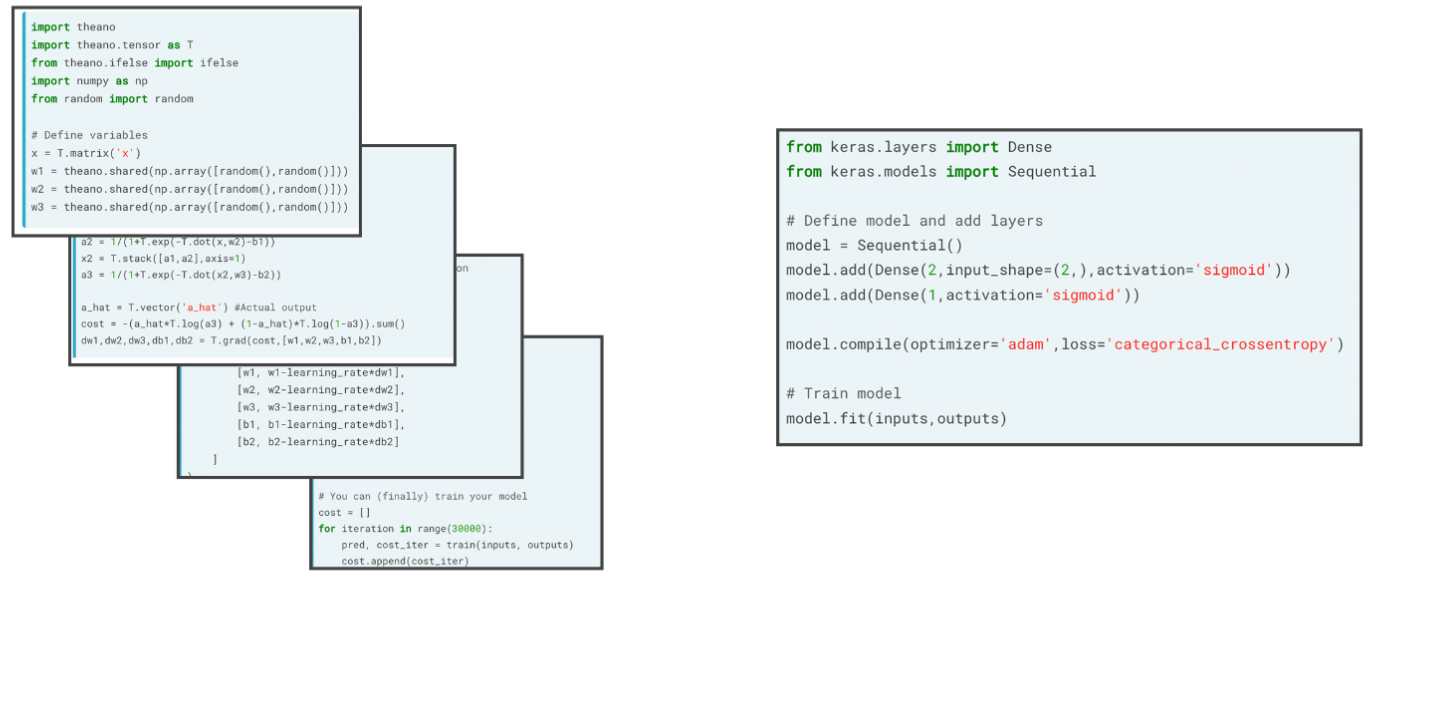 import theano
import theano.tensor as T
from theano.ifelse import ifelse
import numpy as np
from random import random
# Define variables
x = T.matrix('x')
w1 = theano.shared(np.array([random(),random()]))
w2 = theano.shared(np.array([random(),random()]))
w3 = theano.shared(np.array([random(),random()]))
a2 = 1/(1+T.exp(-T.dot(x,w2)-b1))
x2 = T.stack([a1,a2],axis=1)
a3 = 1/(1+T.exp(-T.dot(x2,w3)-b2))
a_hat = T.vector('a_hat') #Actual output
cost = -(a_hat*T.log(a3) + (1-a_hat)*T.log(1-a3)).sum()
dw1,dw2,dw3,db1,db2 = T.grad(cost,[w1,w2,w3,b1,b2])
on
[w1, w1-learning_rate*dw1],
[w2, w2-learning_rate*dw2],
[w3, w3-learning_rate*dw3],
[b1, b1-learning_rate*db1],
[b2, b2-learning_rate*db2]
]
# You can (finally) train your model
cost = []
for iteration in range(30000):
pred, cost_iter = train(inputs, outputs)
cost.append(cost_iter)
from keras.layers import Dense
from keras.models import Sequential
# Define model and add layers
model = Sequential()
model.add(Dense(2,input_shape=(2,),activation='sigmoid'))
model.add(Dense(1,activation='sigmoid'))
model.compile(optimizer='adam',loss='categorical_crossentropy')
# Train model
model.fit(inputs,outputs)